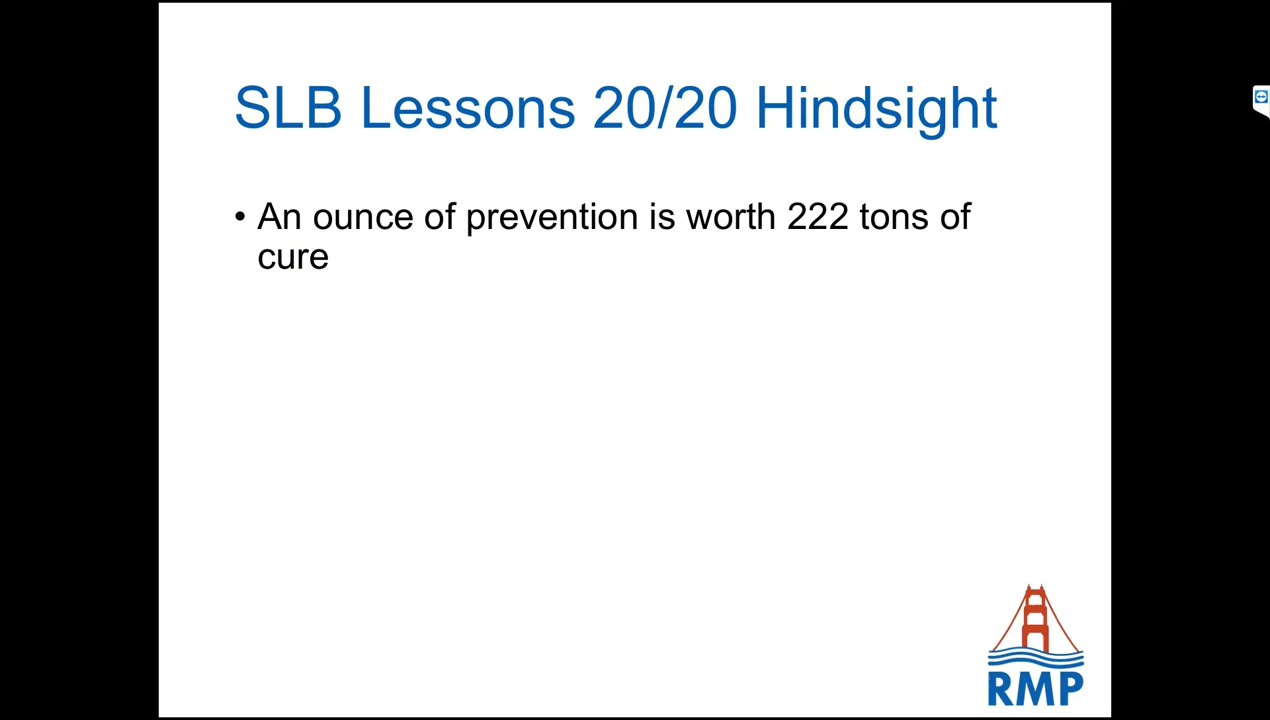 SLB Lessons 20/20 Hindsight
• An ounce of prevention is worth 222 tons of
cure
RMP